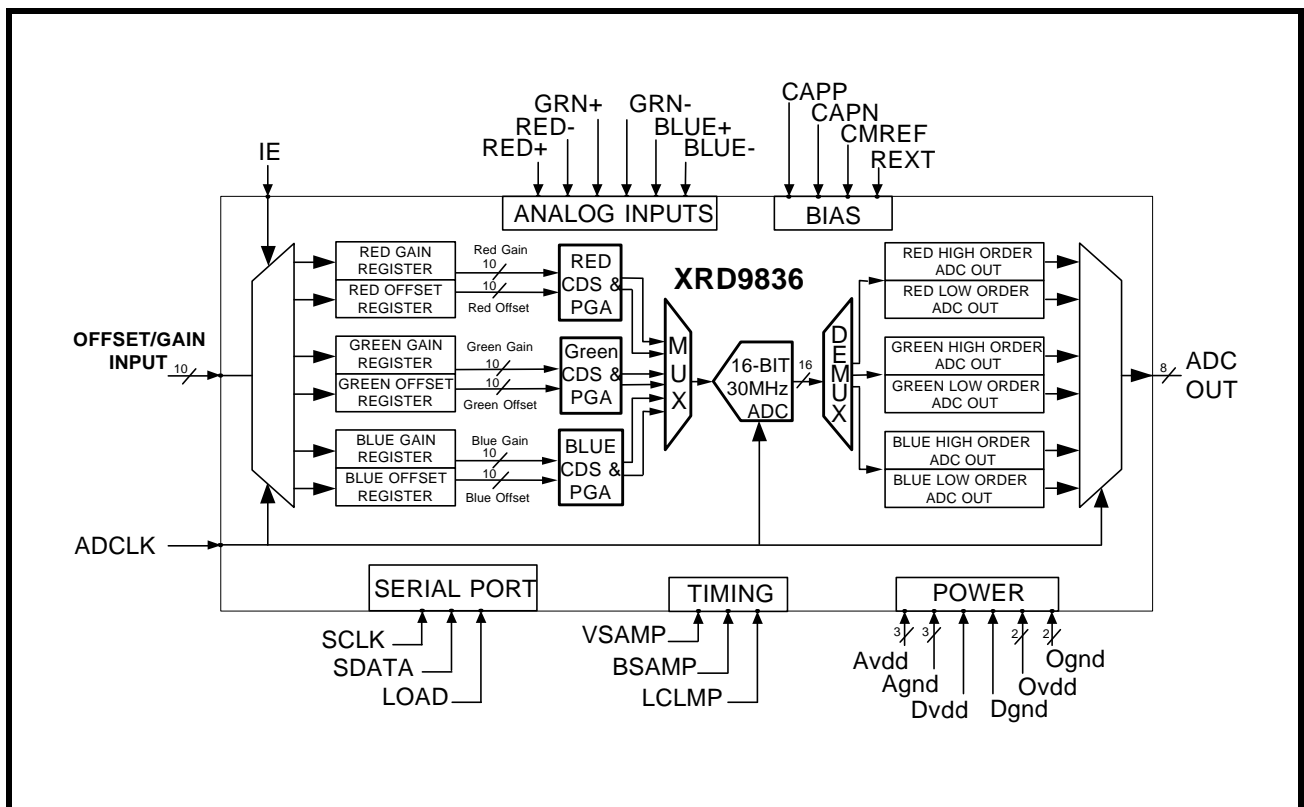 CAPP
CAPN
CMREF
REXT
GRN+
GRN-
RED-
BLUE+
RED+
BLUE-
IE
ANALOG INPUTS
BIAS
RED GAIN
REGISTER
RED OFFSET
REGISTER
Red Gain
10
10
Red Offset
RED
CDS &
PGA
XRD9836
RED HIGH ORDER
ADC OUT
RED LOW ORDER
ADC OUT
OFFSET/GAIN
INPUT
10
GREEN GAIN
REGISTER
GREEN OFFSET
REGISTER
Green Gain
10
10
Green Offset
Green
CDS &
PGA
MUX
16-BIT
30MHz
ADC
16
DEMUX
GREEN HIGH ORDER
ADC OUT
GREEN LOW ORDER
ADC OUT
8
ADC
OUT
BLUE GAIN
REGISTER
BLUE OFFSET
REGISTER
Blue Gain
10
10
Blue Offset
BLUE
CDS &
PGA
BLUE HIGH ORDER
ADC OUT
BLUE LOW ORDER
ADC OUT
ADCLK
SERIAL PORT
TIMING
POWER
SCLK
SDATA
LOAD
VSAMP
BSAMP
LCLMP
3
3
2
2
Avdd
Agnd
Dvdd
Dgnd
Ovdd
Ognd